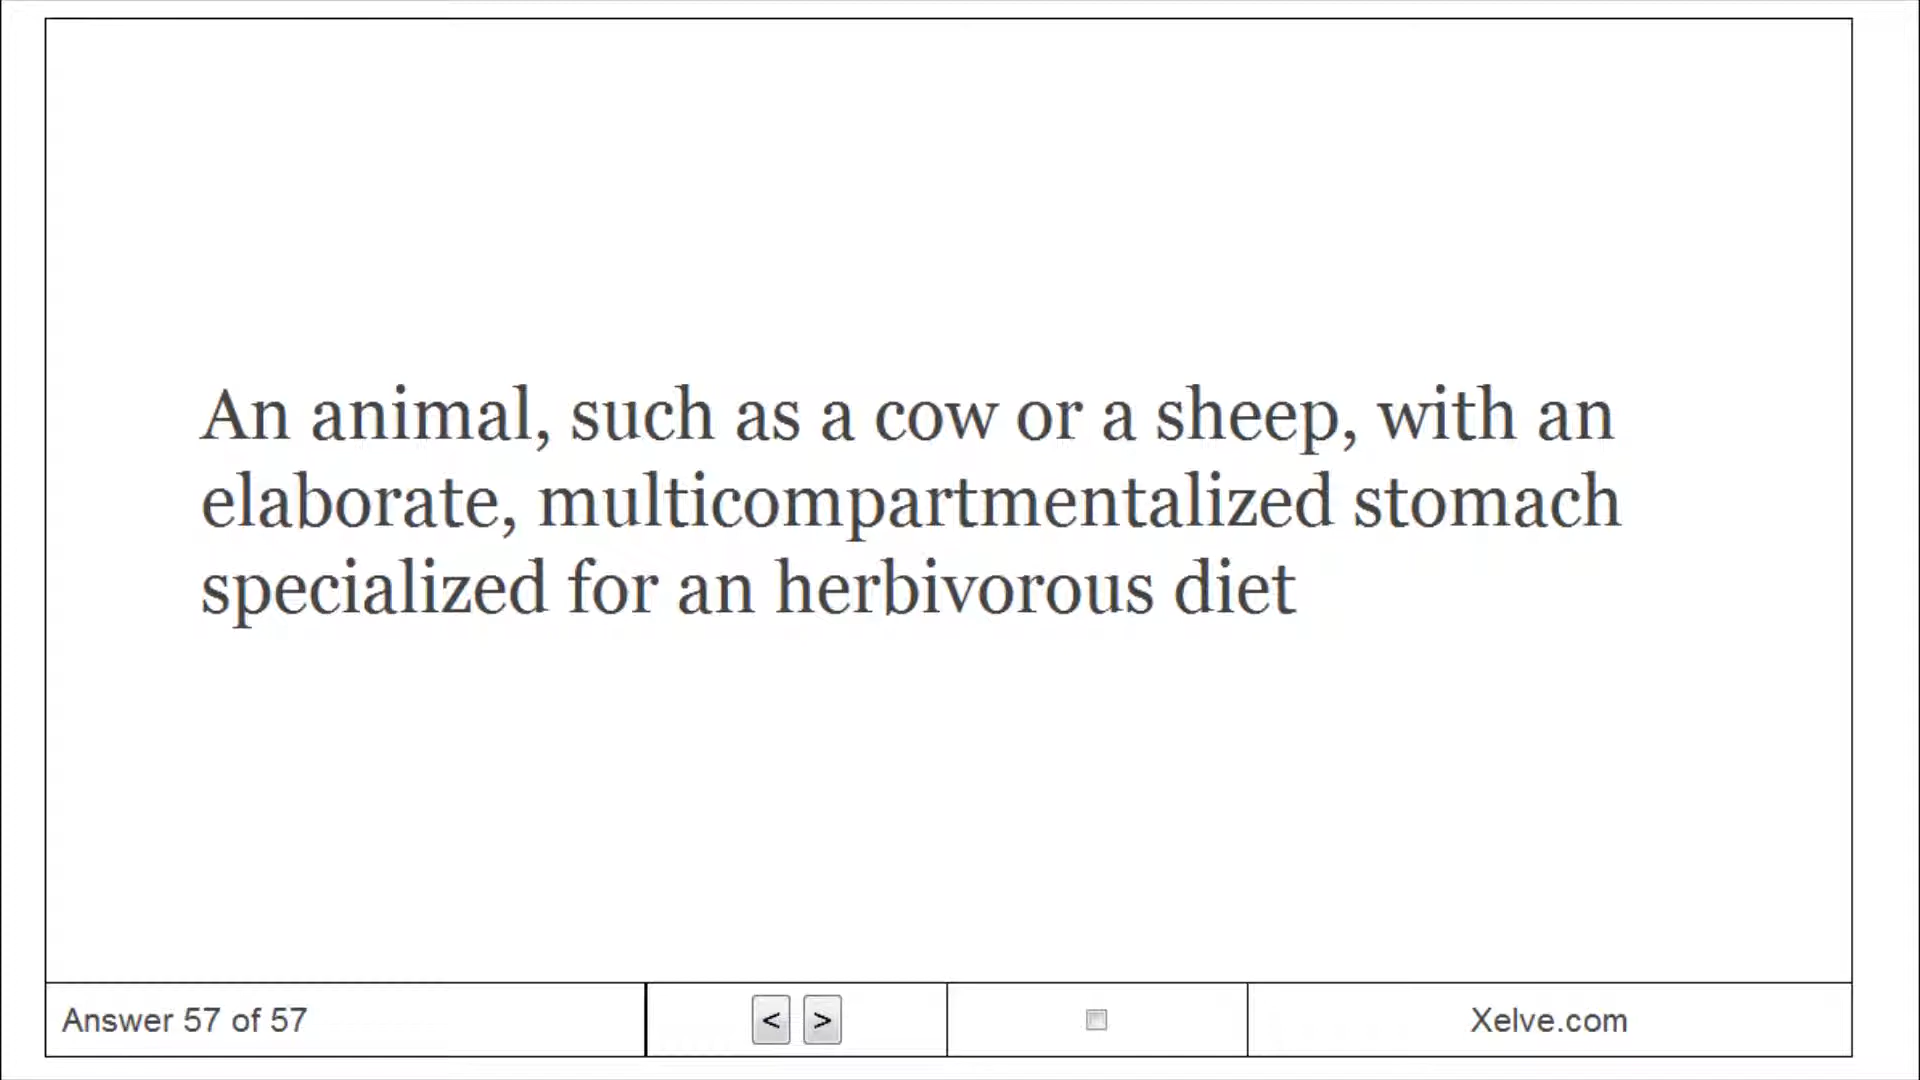 An animal, such as a cow or a sheep, with an
elaborate, multicompartmentalized stomach
specialized for an herbivorous diet
Answer 57 of 57
< >
Xelve.com